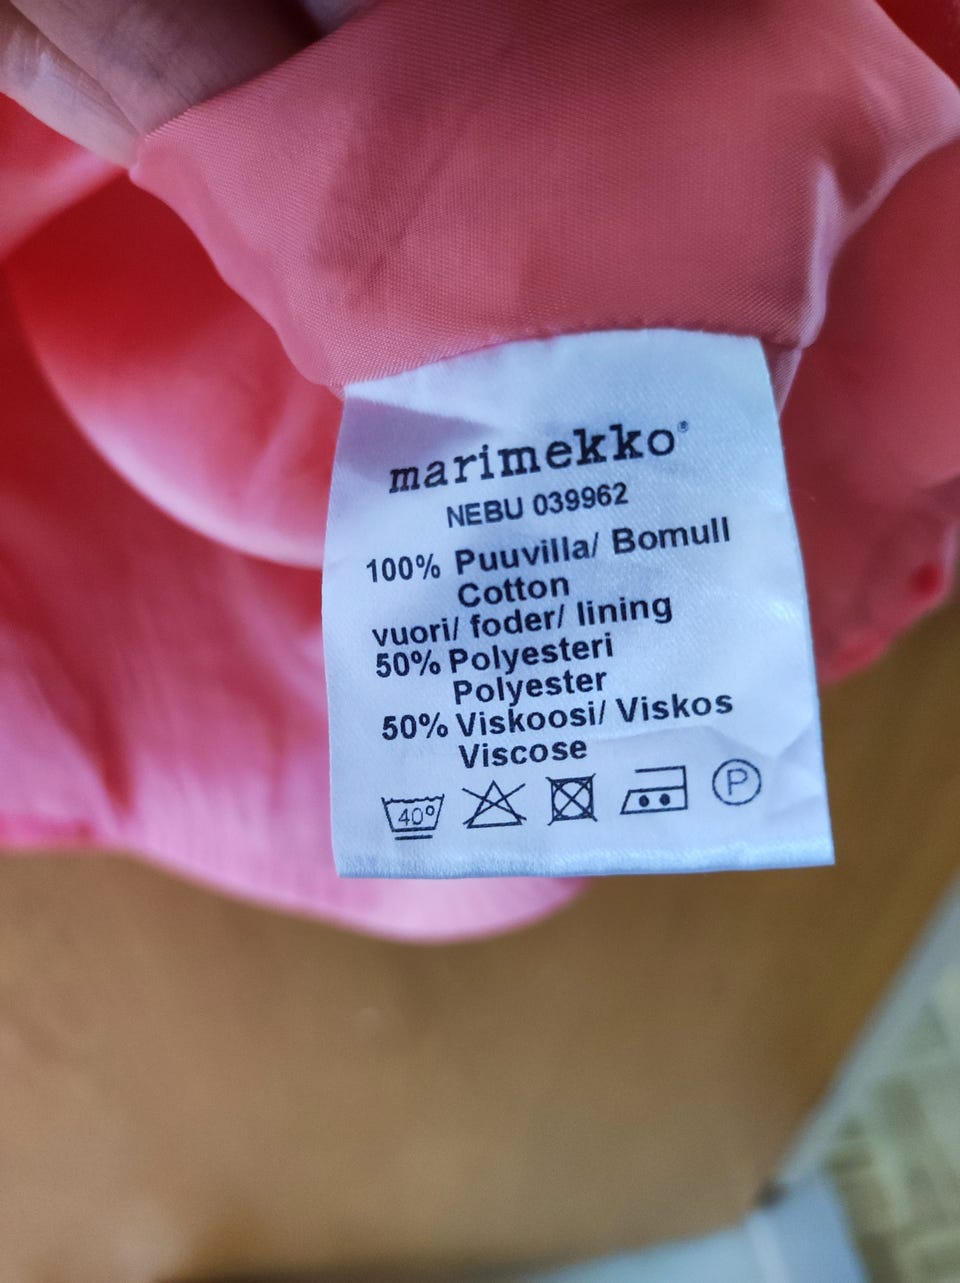 marimekko®
NEBU 039962
100% Puuvilla/ Bomull
Cotton
vuori/ foder/ lining
50% Polyesteri
Polyester
50% Viskoosi/ Viskos
Viscose
40° P